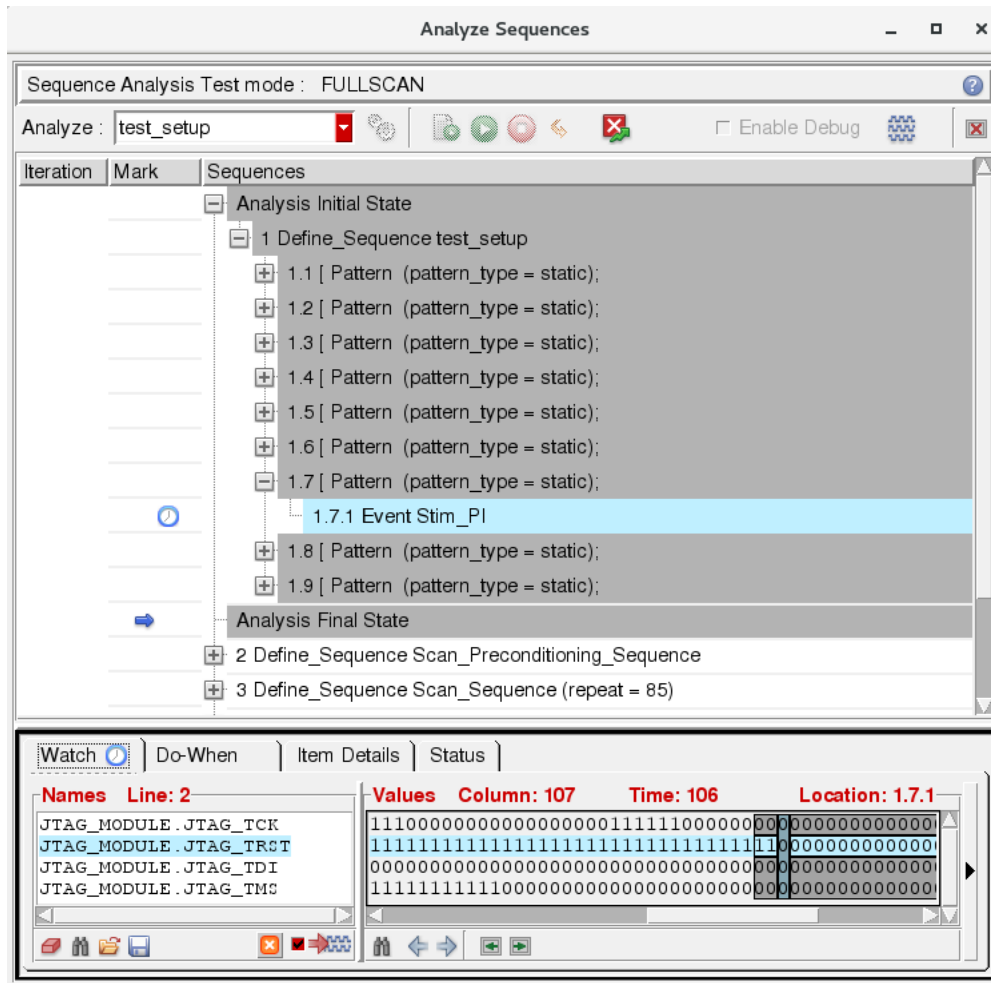 Analyze Sequences
Sequence Analysis Test mode : FULLSCAN
Analyze : test_setup
Enable Debug
Iteration Mark Sequences
Analysis Initial State
1 Define_Sequence test_setup
1.1 [ Pattern (pattern_type = static);
1.2 [ Pattern (pattern_type = static);
1.3 [ Pattern (pattern_type = static);
1.4 [ Pattern (pattern_type = static);
1.5 [ Pattern (pattern_type = static);
1.6 [ Pattern (pattern_type = static);
1.7 [ Pattern (pattern_type = static);
1.7.1 Event Stim_PI
1.8 [ Pattern (pattern_type = static);
1.9 [ Pattern (pattern_type = static);
Analysis Final State
2 Define_Sequence Scan_Preconditioning_Sequence
3 Define_Sequence Scan_Sequence (repeat = 85)
Watch Do-When Item Details Status
Names Line: 2 Values Column: 107 Time: 106 Location: 1.7.1
JTAG_MODULE.JTAG_TCK 11100000000000000000111111000000000000000000000
JTAG_MODULE.JTAG_TRST 11111111111111111111111111111111110000000000000
JTAG_MODULE.JTAG_TDI 00000000000000000000000000000000000000000000000
JTAG_MODULE.JTAG_TMS 11111111111000000000000000000000000000000000000